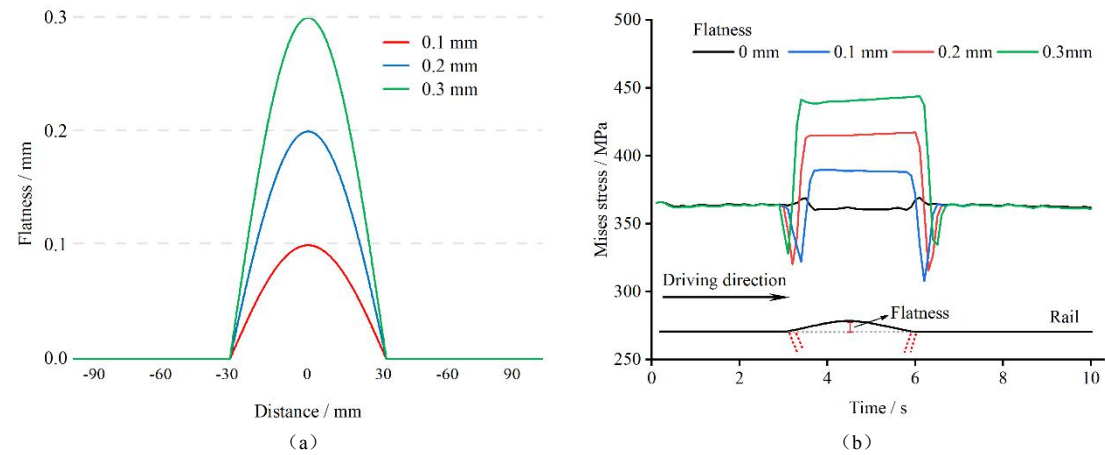 0.3
0.2
0.1
0.0
Flatness / mm
0.1 mm
0.2 mm
0.3 mm
-90 -60 -30 0 30 60 90
Distance / mm
（a）
500
450
400
350
300
250
Mises stress / MPa
Flatness
0 mm 0.1 mm 0.2 mm 0.3mm
Driving direction
Flatness
Rail
0 2 4 6 8 10
Time / s
（b）